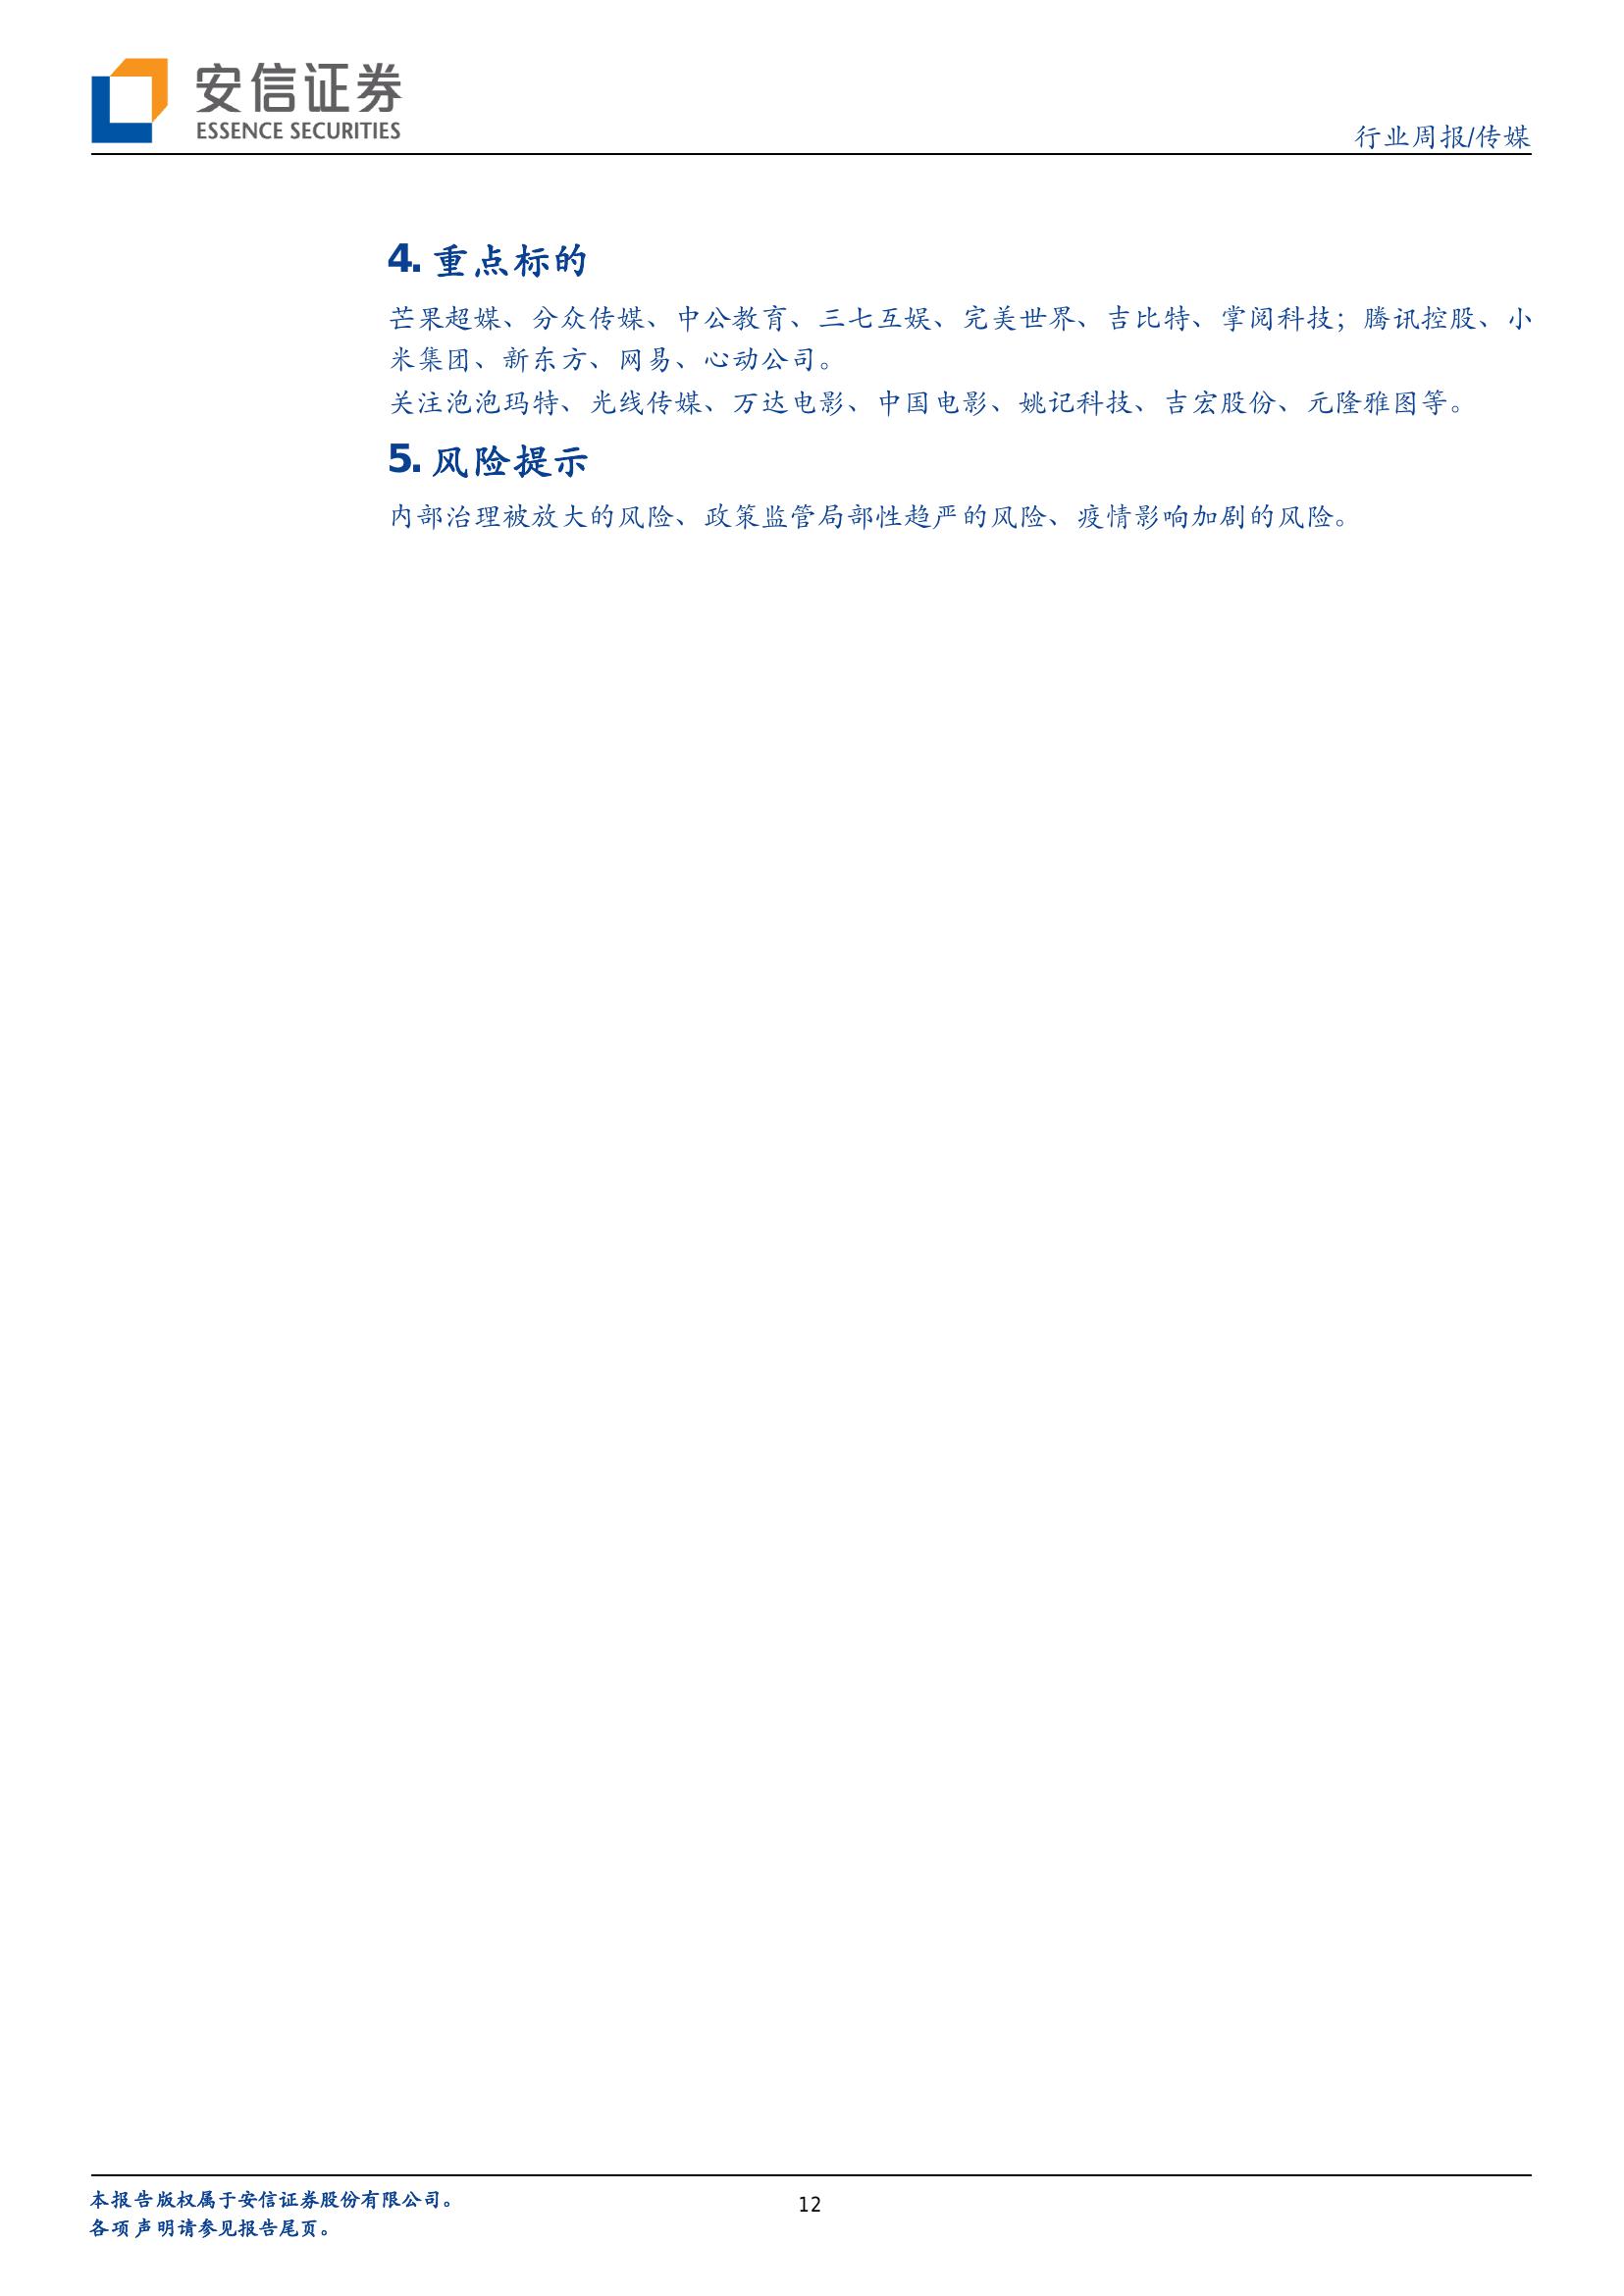 安信证券
ESSENCE SECURITIES
行业周报/传媒
4. 重点标的
芒果超媒、分众传媒、中公教育、三七互娱、完美世界、吉比特、掌阅科技；腾讯控股、小
米集团、新东方、网易、心动公司。
关注泡泡玛特、光线传媒、万达电影、中国电影、姚记科技、吉宏股份、元隆雅图等。
5. 风险提示
内部治理被放大的风险、政策监管局部性趋严的风险、疫情影响加剧的风险。
本报告版权属于安信证券股份有限公司。
各项声明请参见报告尾页。
12